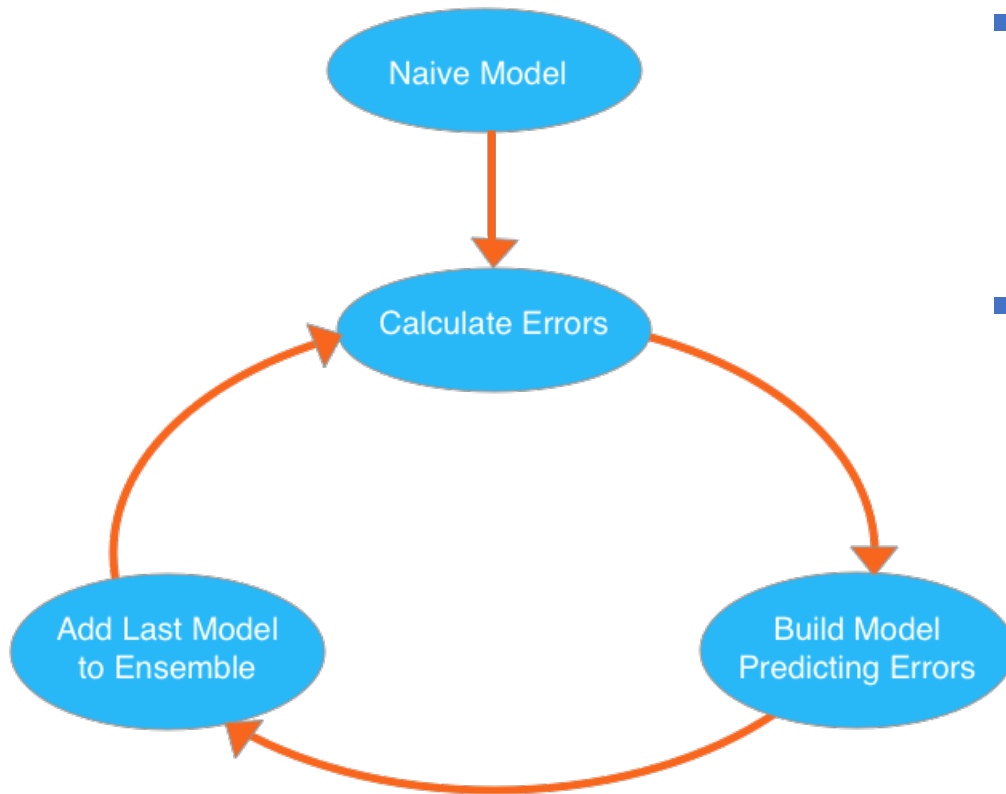 Naive Model
Calculate Errors
Add Last Model
to Ensemble
Build Model
Predicting Errors